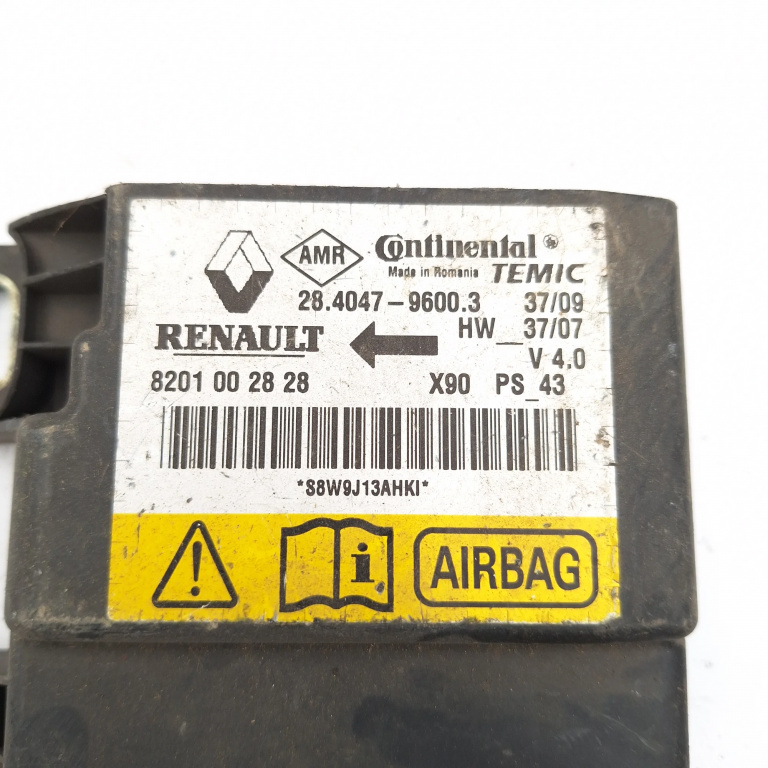 AMR
Continental®
Made in Romania TEMIC
28.4047-9600.3 37/09
RENAULT
HW_37/07
V 4,0
8201 00 28 28 X90 PS_43
*S8W9J13AHKI*
i
AIRBAG